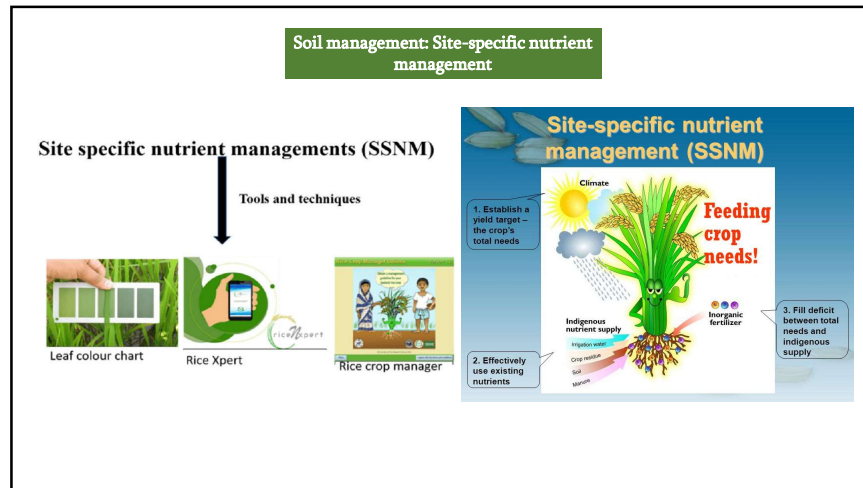 Soil management: Site-specific nutrient
management
Site specific nutrient managements (SSNM)
Tools and techniques
Leaf colour chart
riceXpert
Rice Xpert
Rice crop manager
Site-specific nutrient
management (SSNM)
Climate
1. Establish a
yield target –
the crop's
total needs
Feeding
crop
needs!
Indigenous
nutrient supply
Irrigation water
Crop residue
Soil
Manure
2. Effectively
use existing
nutrients
Inorganic
fertilizer
3. Fill deficit
between total
needs and
indigenous
supply